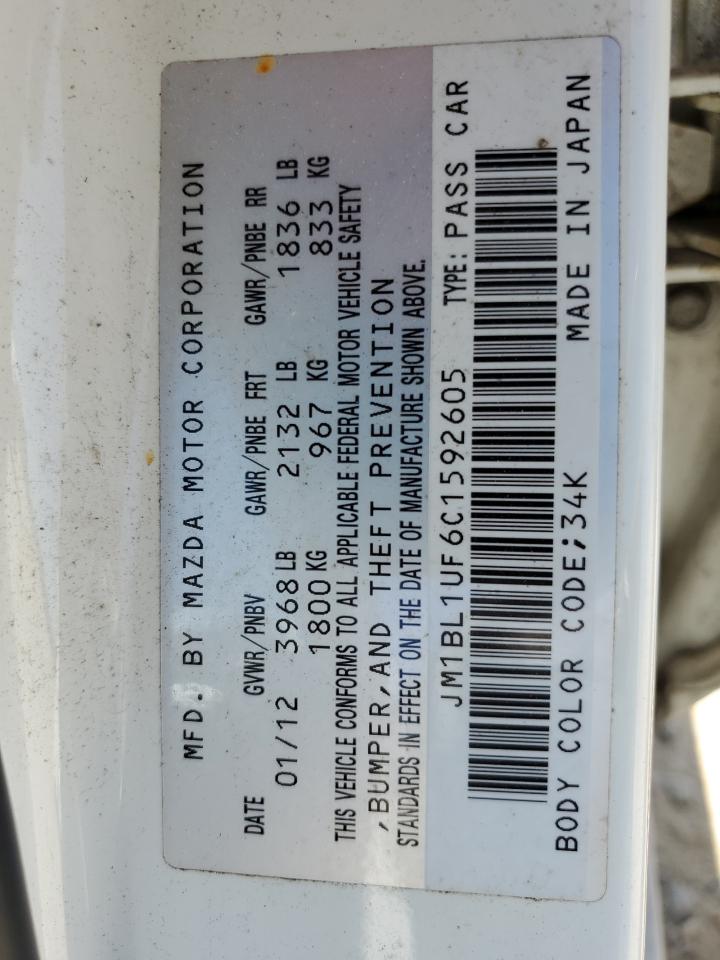 MFD. BY MAZDA MOTOR CORPORATION
DATE GVWR/PNBV GAWR/PNBE FRT GAWR/PNBE RR
01/12 3968 LB 2132 LB 1836 LB
1800 KG 967 KG 833 KG
THIS VEHICLE CONFORMS TO ALL APPLICABLE FEDERAL MOTOR VEHICLE SAFETY
,BUMPER,AND THEFT PREVENTION
STANDARDS IN EFFECT ON THE DATE OF MANUFACTURE SHOWN ABOVE.
JM1BL1UF6C1592605 TYPE: PASS CAR
BODY COLOR CODE;34K MADE IN JAPAN